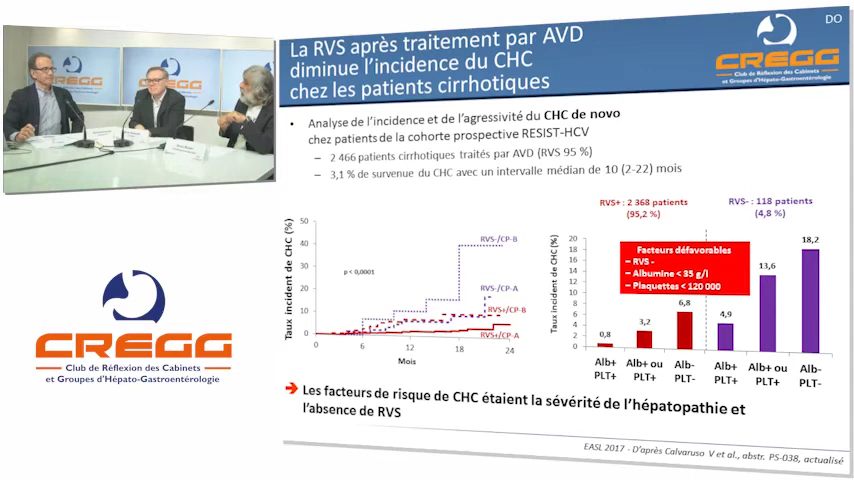 CREGG
DO
La RVS après traitement par AVD
diminue l'incidence du CHC
chez les patients cirrhotiques
CREGG
Club de Réflexion des Cabinets
et Groupes d'Hépato-Gastroentérologie
• Analyse de l'incidence et de l'agressivité du CHC de novo
chez patients de la cohorte prospective RESIST-HCV
– 2 466 patients cirrhotiques traités par AVD (RVS 95 %)
– 3,1 % de survenue du CHC avec un intervalle médian de 10 (2-22) mois
Taux incident de CHC (%)
50
40
30
20
10
0
p < 0,0001
RVS-/CP-B
RVS-/CP-A
RVS+/CP-B
RVS+/CP-A
0
6
12
18
24
Mois
RVS+ : 2 368 patients
(95,2 %)
RVS- : 118 patients
(4,8 %)
Taux incident de CHC (%)
20
18
16
14
12
10
8
6
4
2
0
Facteurs défavorables
– RVS -
– Albumine < 35 g/l
– Plaquettes < 120 000
0,8
3,2
6,8
4,9
13,6
18,2
Alb+
PLT+
Alb+ ou
PLT+
Alb-
PLT-
Alb+
PLT+
Alb+ ou
PLT+
Alb-
PLT-
➔ Les facteurs de risque de CHC étaient la sévérité de l'hépatopathie et
l'absence de RVS
EASL 2017 - D'après Calvaruso V et al., abstr. PS-038, actualisé
CREGG
Club de Réflexion des Cabinets
et Groupes d'Hépato-Gastroentérologie